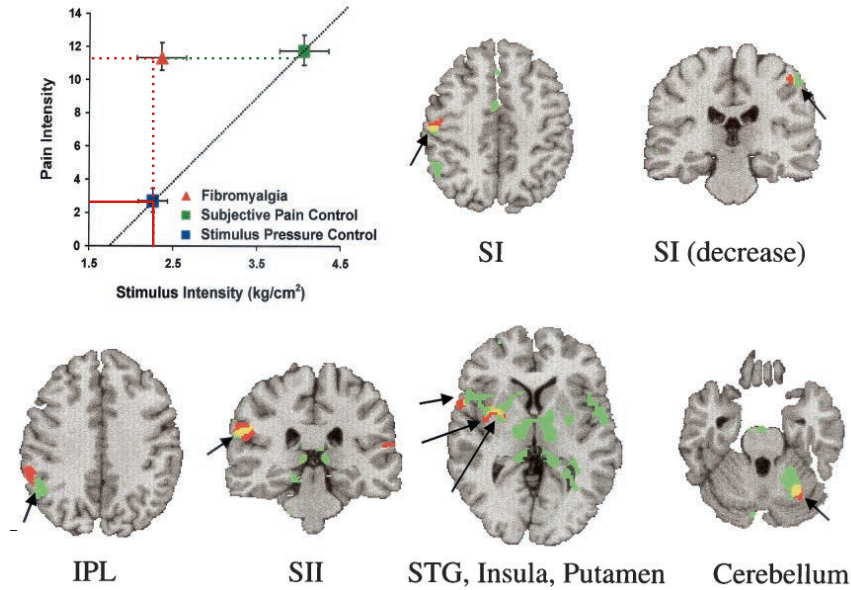 14
12
10
8
6
4
2
0
Pain Intensity
1.5
2.5
3.5
4.5
Stimulus Intensity (kg/cm²)
Fibromyalgia
Subjective Pain Control
Stimulus Pressure Control
SI
SI (decrease)
IPL
SII
STG, Insula, Putamen
Cerebellum